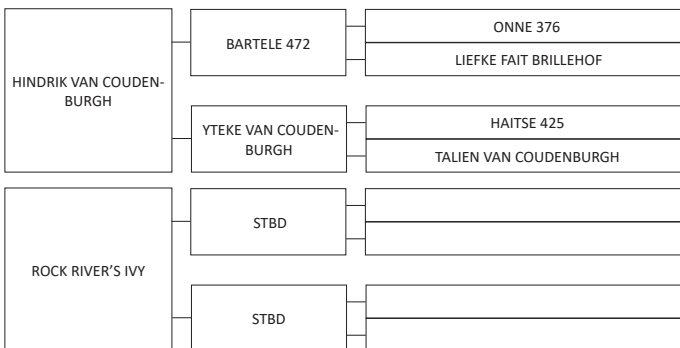 ONNE 376
BARTELE 472
LIEFKE FAIT BRILLEHOF
HINDRIK VAN COUDEN-
BURGH
HAITSE 425
YTEKE VAN COUDEN-
BURGH
TALIEN VAN COUDENBURGH
STBD
ROCK RIVER'S IVY
STBD